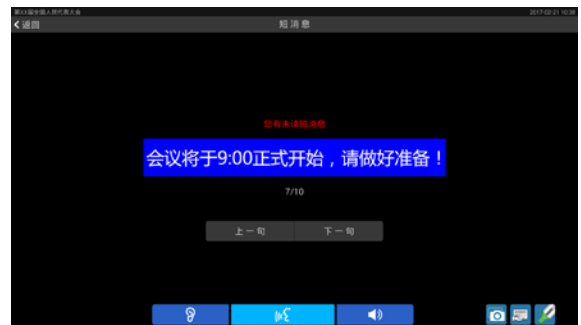 第XX届全国人民代表大会 2017-02-21 10:38
返回 短消息
您有未读短消息
会议将于9:00正式开始，请做好准备！
7/10
上一句 下一句